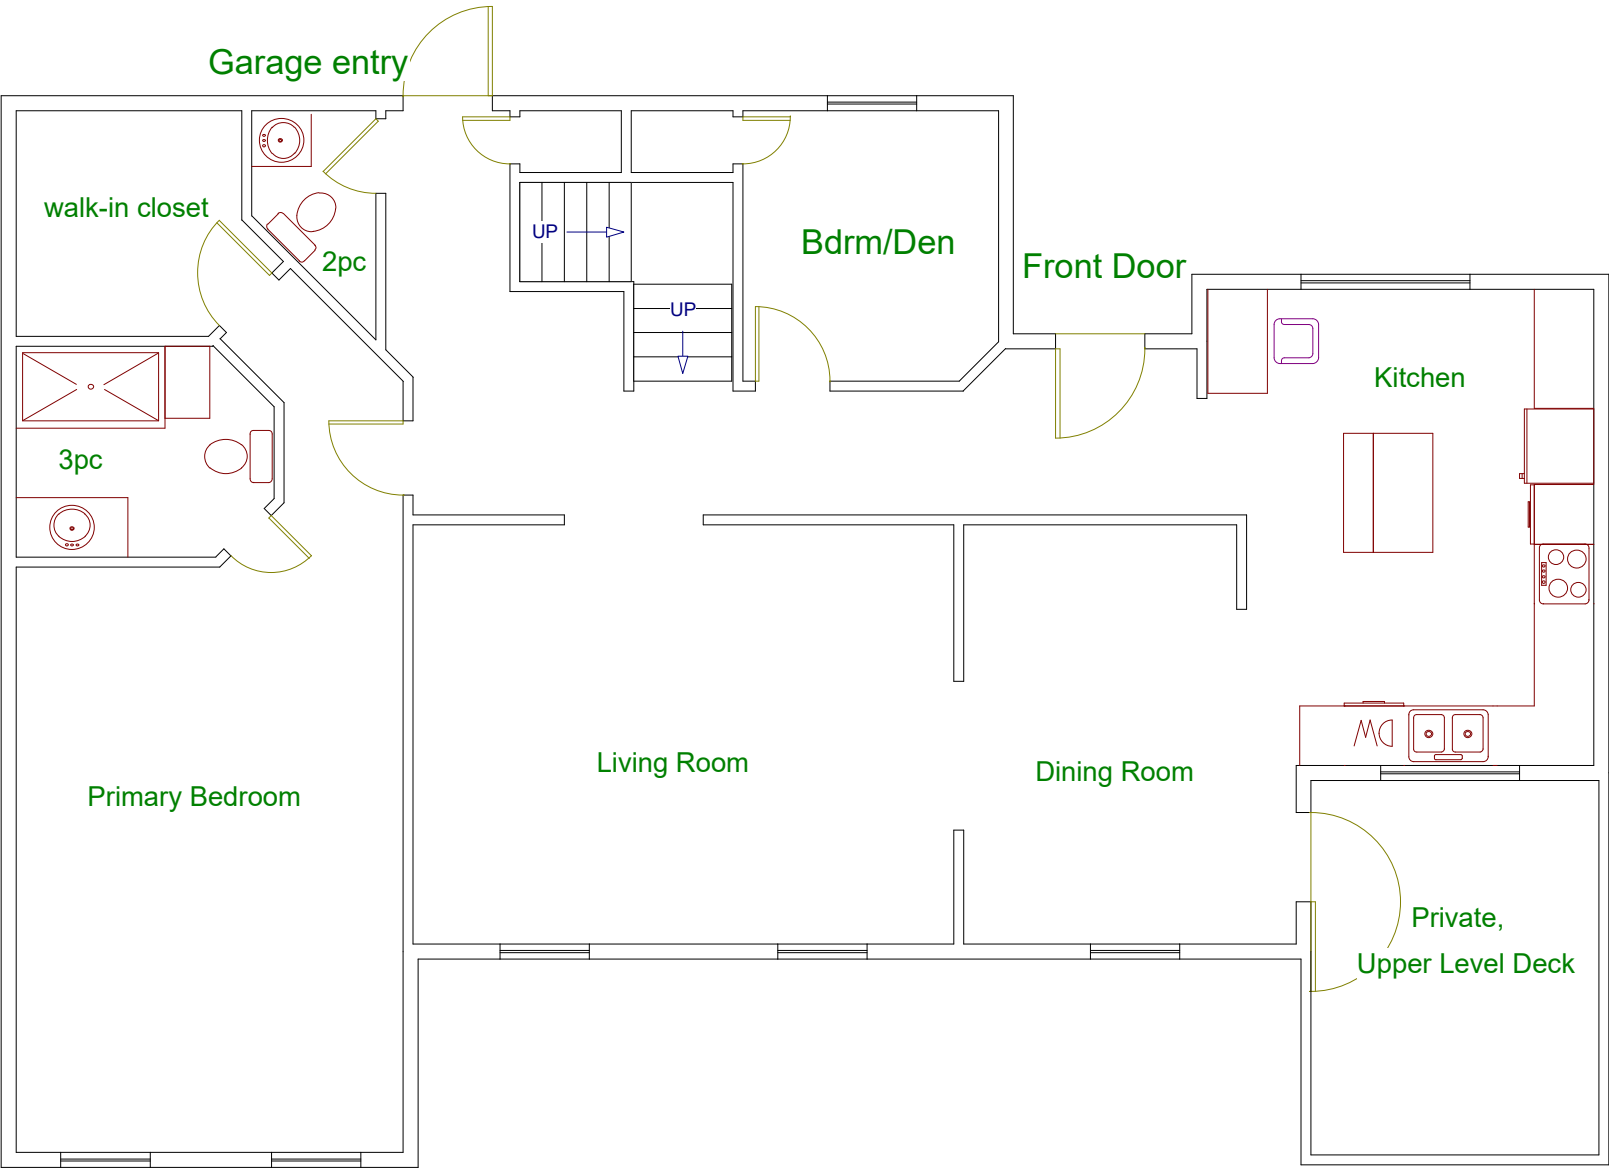 Garage entry
walk-in closet
2pc
UP
UP
Bdrm/Den
Front Door
Kitchen
3pc
Primary Bedroom
Living Room
Dining Room
DW
Private,
Upper Level Deck